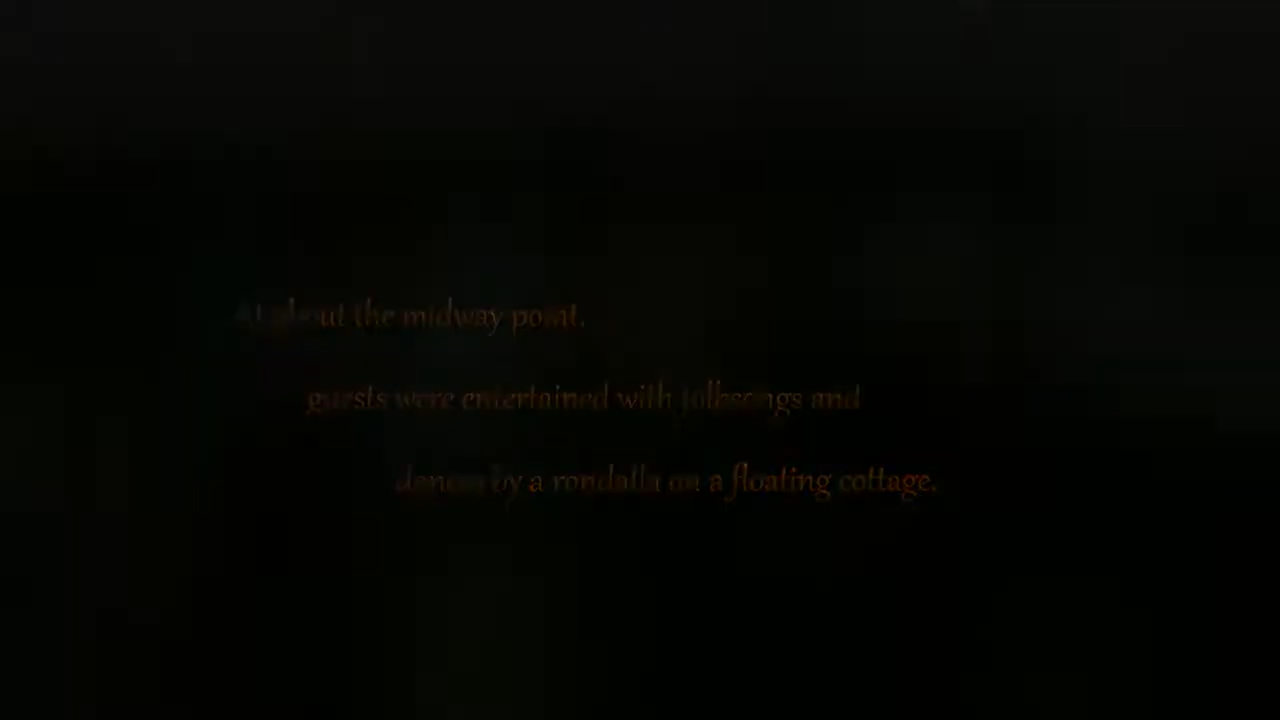 At about the midway point,
guests were entertained with folksongs and
dances by a rondalla on a floating cottage.